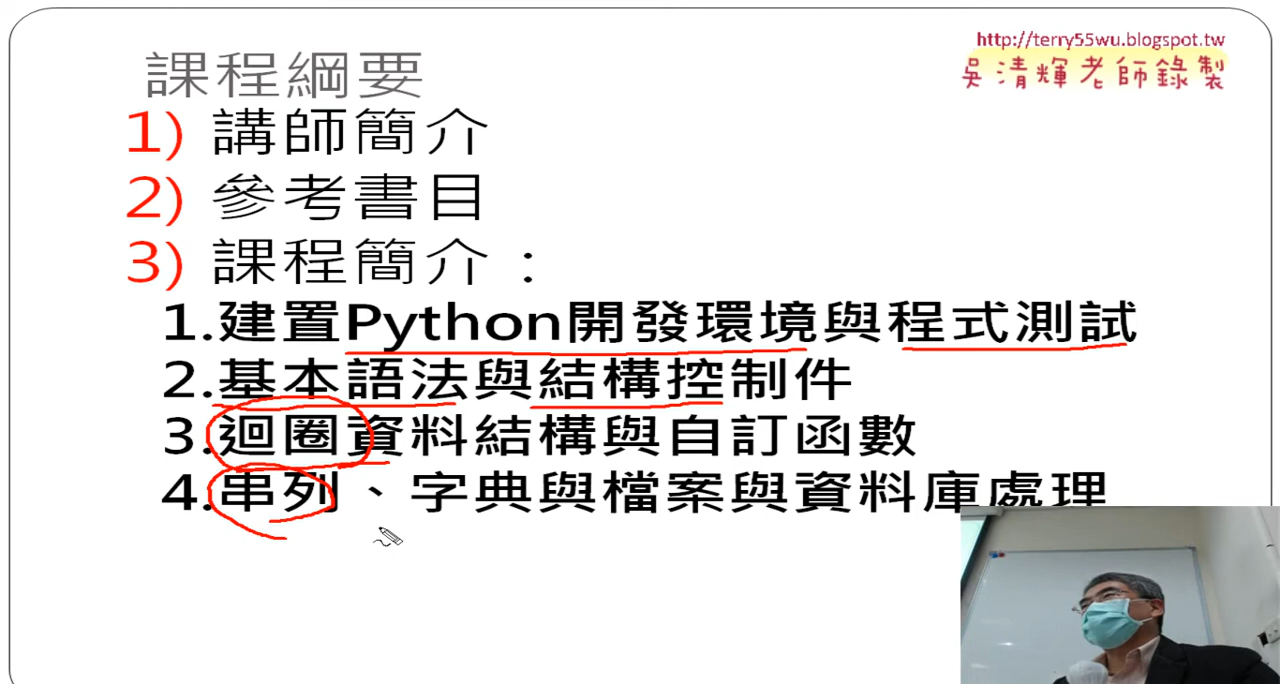 http://terry55wu.blogspot.tw
吳清輝老師錄製
課程綱要
1) 講師簡介
2) 參考書目
3) 課程簡介：
1.建置Python開發環境與程式測試
2.基本語法與結構控制件
3.迴圈資料結構與自訂函數
4.串列、字典與檔案與資料庫處理